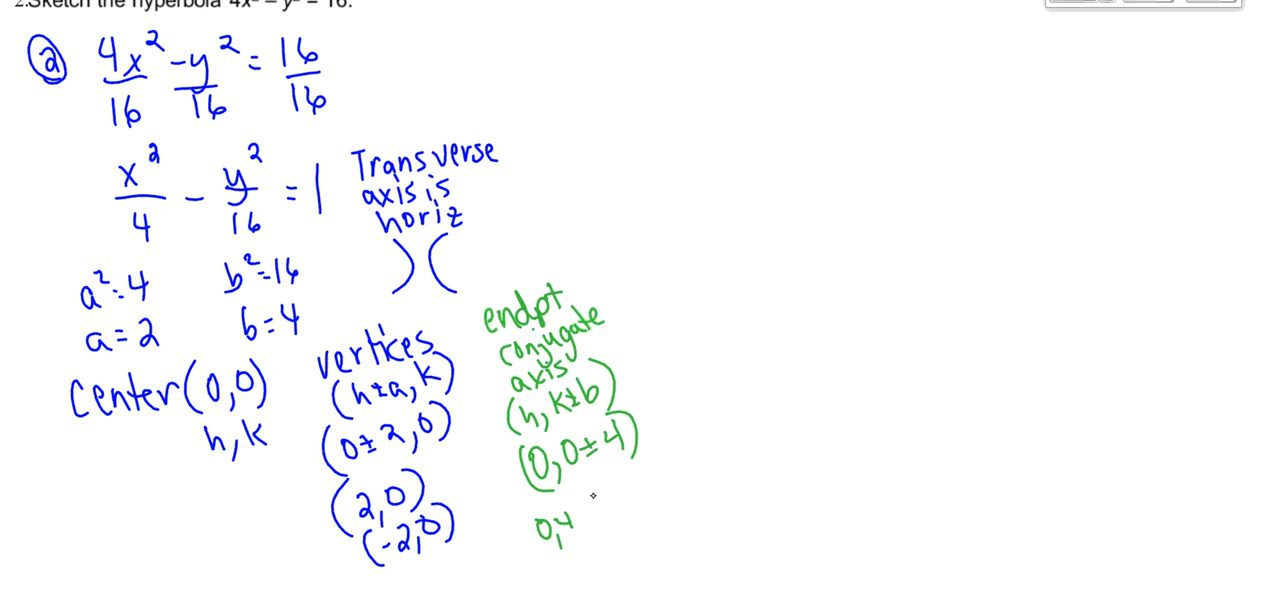 2.Sketch the hyperbola 4x² – y² = 16.
② 4x²/16 - y²/16 = 16/16
x²/4 - y²/16 = 1
Transverse
axis is
horiz
)(
a²=4 b²=16
a=2 b=4
Center(0,0)
h,k
vertices
(h±a,k)
(0±2,0)
(2,0)
(-2,0)
endpt
conjugate
axis
(h,k±b)
(0,0±4)
0,4